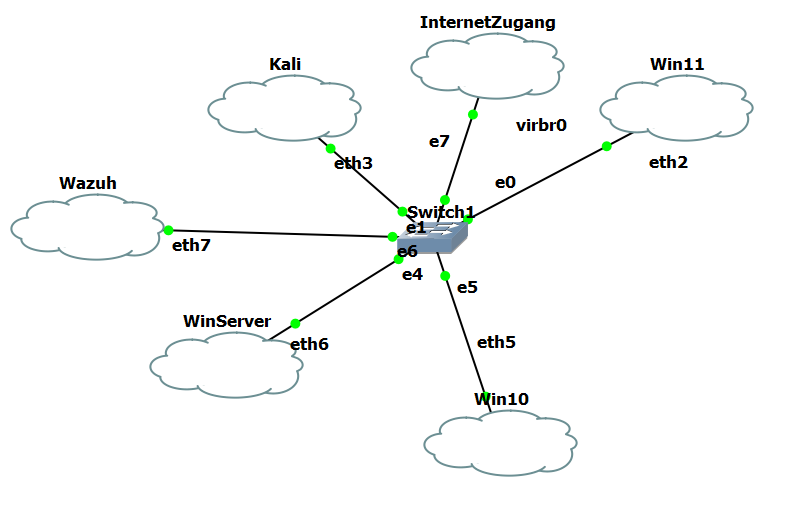 InternetZugang
Kali
Win11
virbr0
e7
eth3
eth2
Wazuh
e0
Switch1
e1
eth7
e6
e4
e5
WinServer
eth6
eth5
Win10